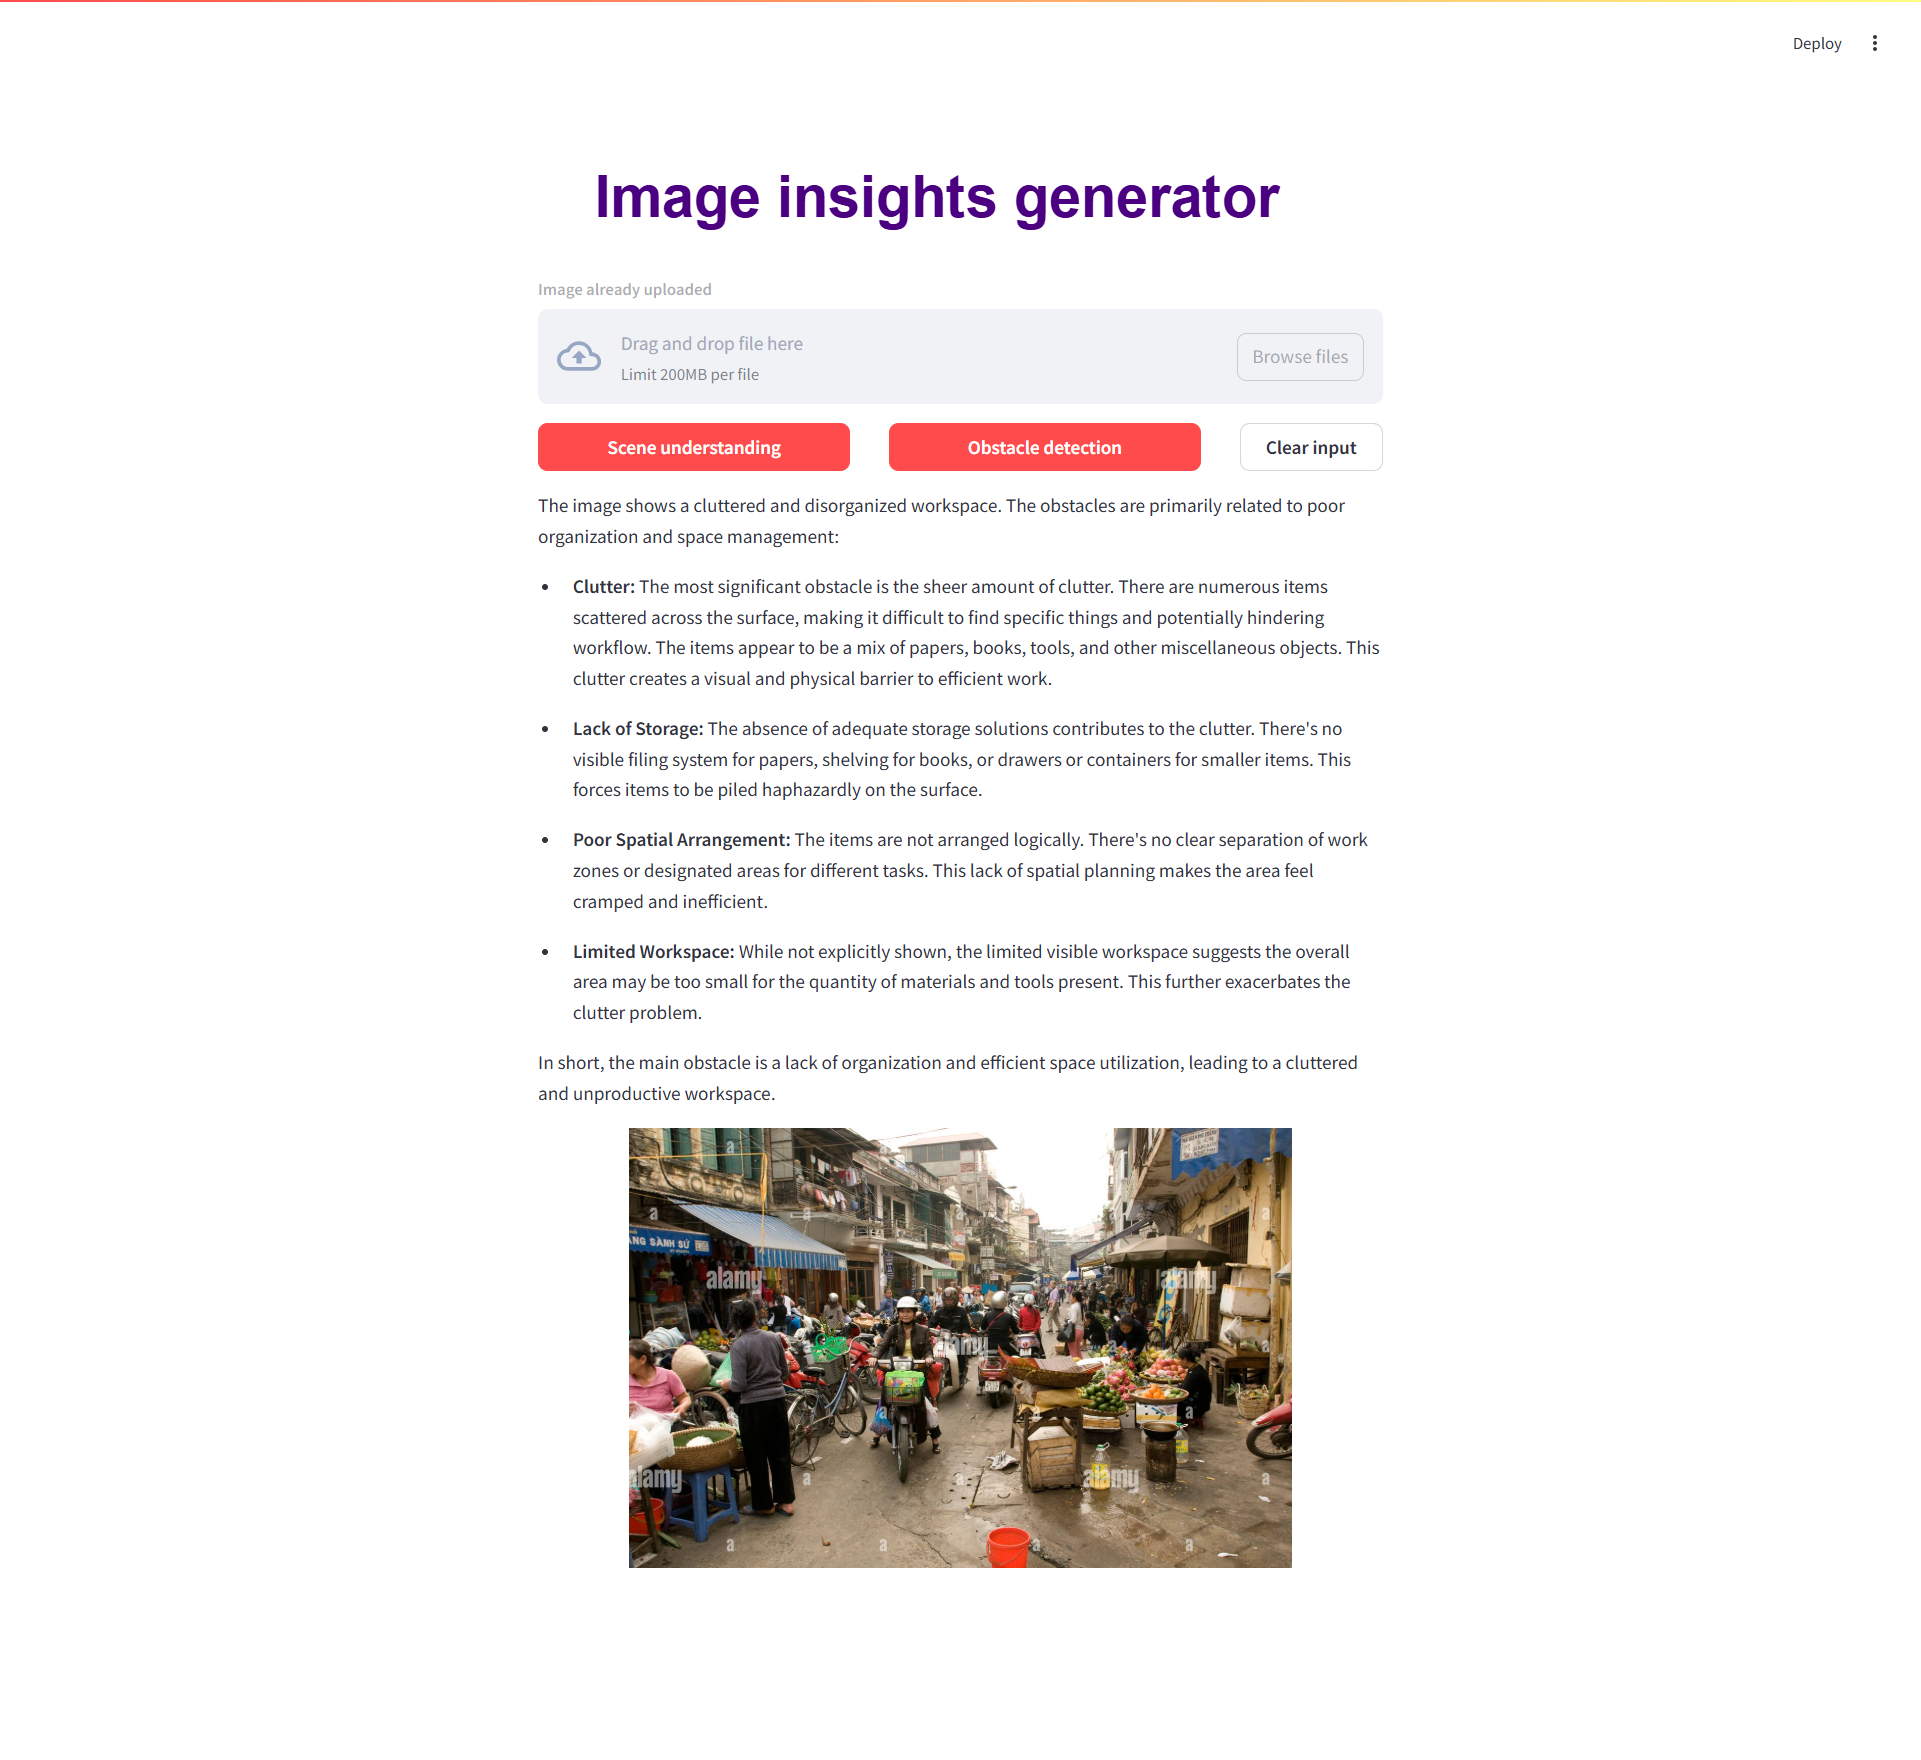 Deploy
Image insights generator
Image already uploaded
Drag and drop file here
Limit 200MB per file
Browse files
Scene understanding
Obstacle detection
Clear input
The image shows a cluttered and disorganized workspace. The obstacles are primarily related to poor
organization and space management:
Clutter: The most significant obstacle is the sheer amount of clutter. There are numerous items
scattered across the surface, making it difficult to find specific things and potentially hindering
workflow. The items appear to be a mix of papers, books, tools, and other miscellaneous objects. This
clutter creates a visual and physical barrier to efficient work.
Lack of Storage: The absence of adequate storage solutions contributes to the clutter. There's no
visible filing system for papers, shelving for books, or drawers or containers for smaller items. This
forces items to be piled haphazardly on the surface.
Poor Spatial Arrangement: The items are not arranged logically. There's no clear separation of work
zones or designated areas for different tasks. This lack of spatial planning makes the area feel
cramped and inefficient.
Limited Workspace: While not explicitly shown, the limited visible workspace suggests the overall
area may be too small for the quantity of materials and tools present. This further exacerbates the
clutter problem.
In short, the main obstacle is a lack of organization and efficient space utilization, leading to a cluttered
and unproductive workspace.
NG SÀNH SỨ
alamy
alamy
alamy
alamy
alamy